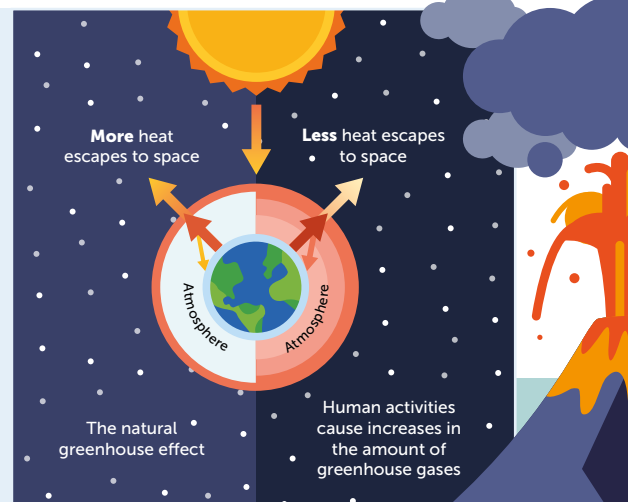 More heat
escapes to space
Less heat escapes
to space
Atmosphere
Atmosphere
The natural
greenhouse effect
Human activities
cause increases in
the amount of
greenhouse gases